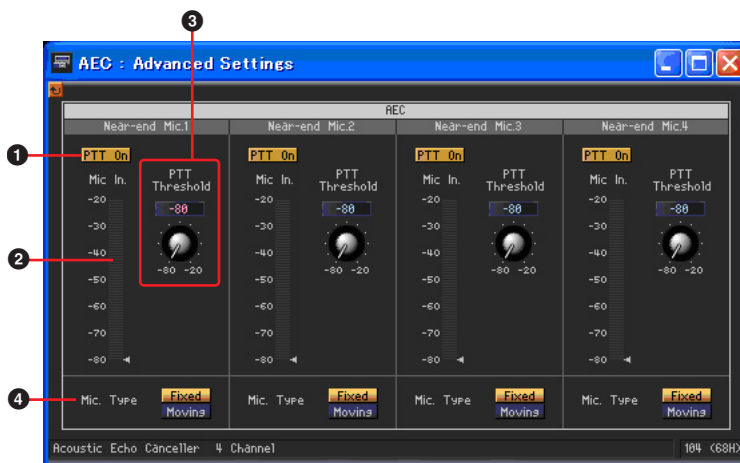 3
AEC : Advanced Settings
AEC
Near-end Mic.1 Near-end Mic.2 Near-end Mic.3 Near-end Mic.4
1 PTT On PTT On PTT On PTT On
Mic In. PTT Threshold Mic In. PTT Threshold Mic In. PTT Threshold Mic In. PTT Threshold
-20 -80 -20 -80 -20 -80 -20 -80
-30 -30 -30 -30
2 -40 -80 -20 -40 -80 -20 -40 -80 -20 -40 -80 -20
-50 -50 -50 -50
-60 -60 -60 -60
-70 -70 -70 -70
-80 -80 -80 -80
4 Mic. Type Fixed Mic. Type Fixed Mic. Type Fixed Mic. Type Fixed
Moving Moving Moving Moving
Acoustic Echo Canceller 4 Channel 104 (68H)